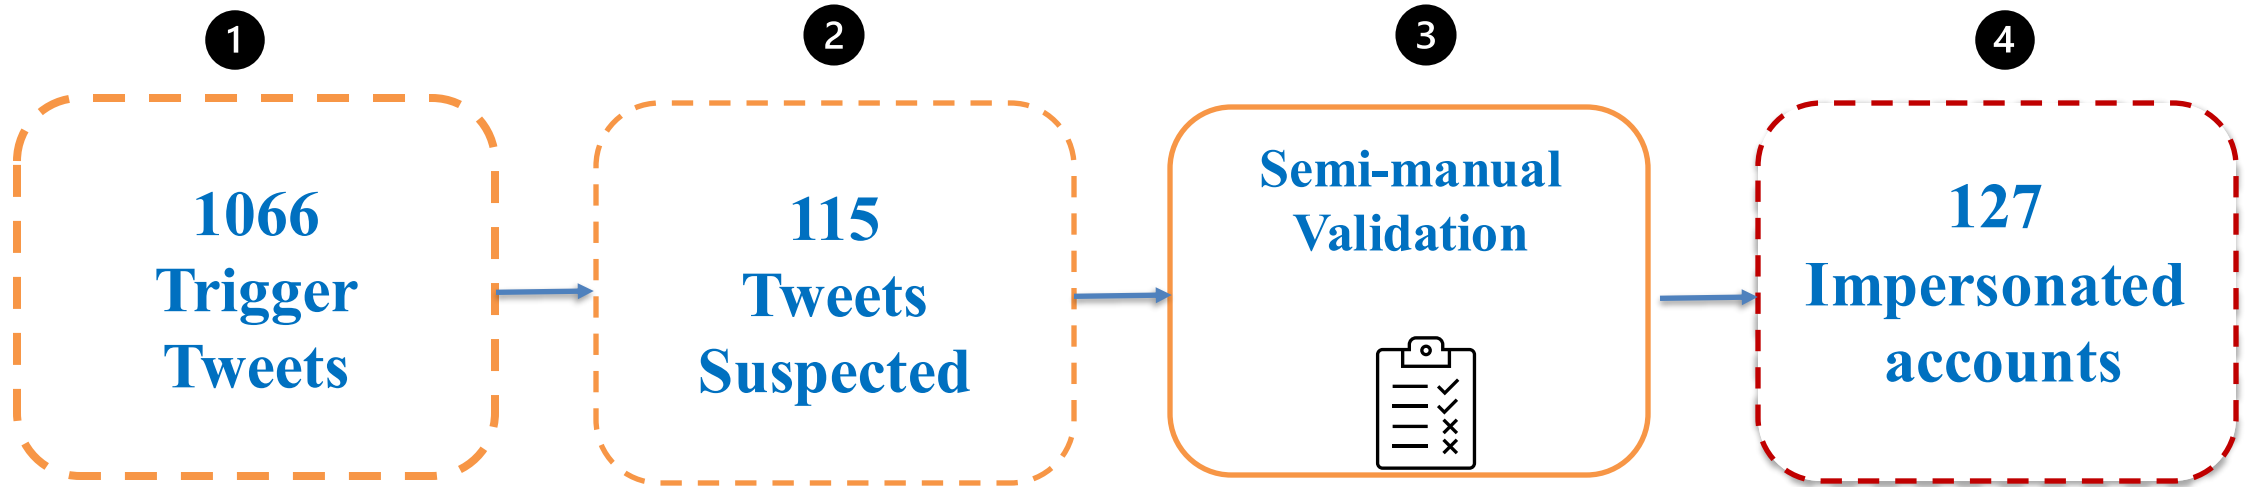 1
2
3
4
1066
Trigger
Tweets
115
Tweets
Suspected
Semi-manual
Validation
127
Impersonated
accounts